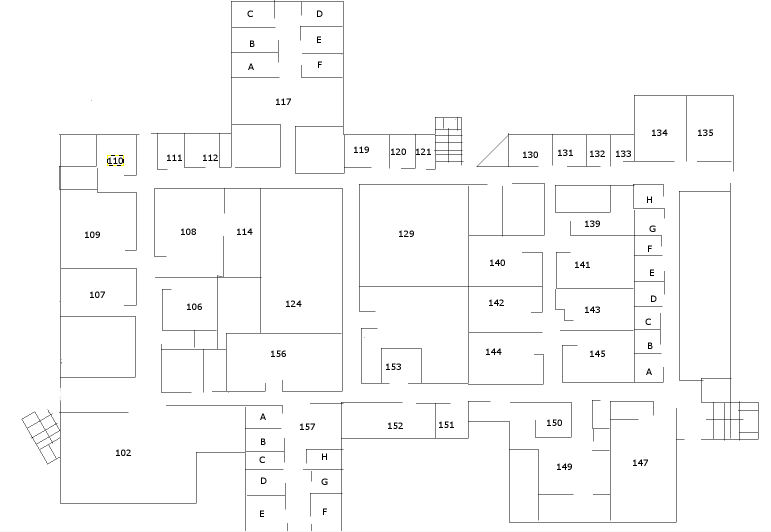 C D
B E
A F
117
110 111 112 119 120 121 130 131 132 133 134 135
H
109 108 114 129 139 G
F
140 141 E
107 106 124 142 143 D
C
156 144 145 B
153 A
A 157 152 151 150
B
102 C H 149 147
D G
E F